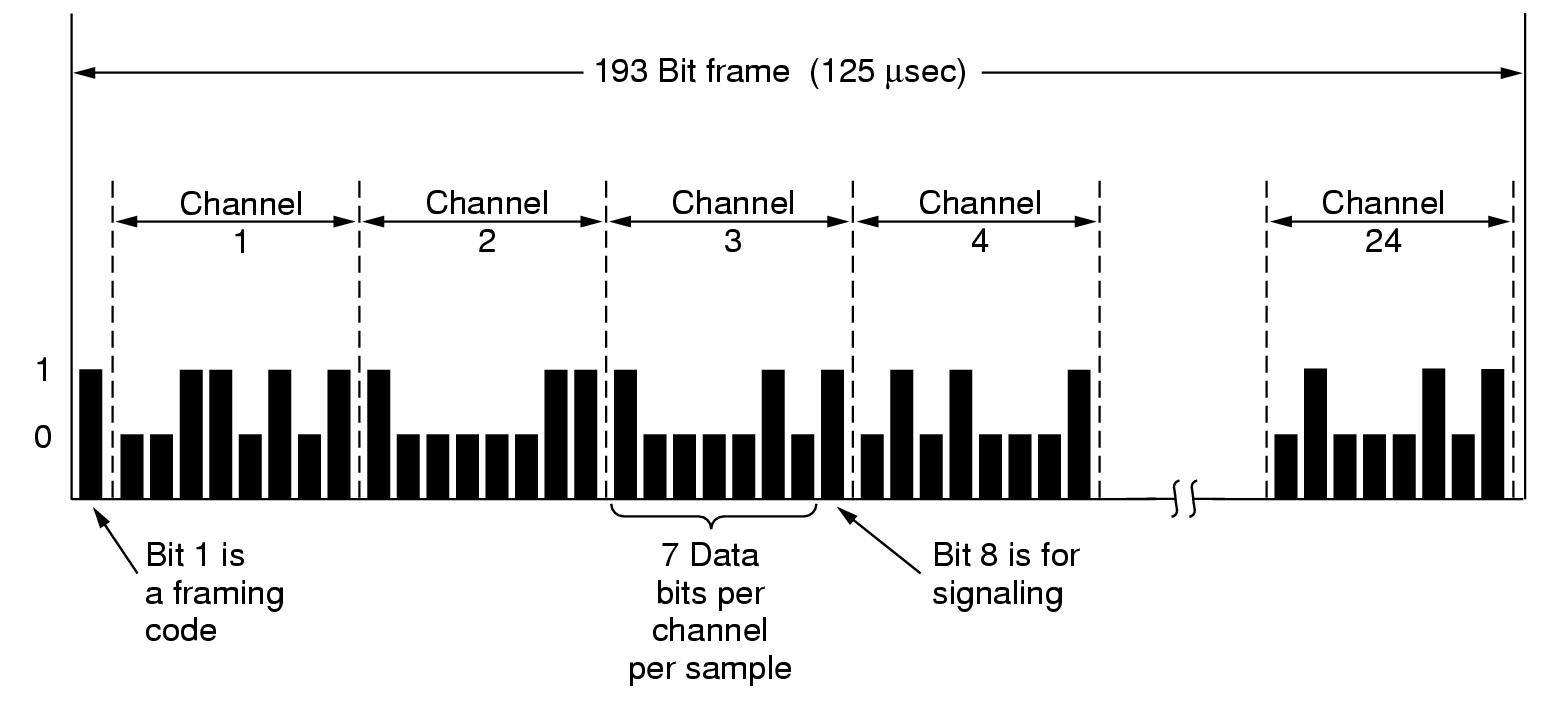 193 Bit frame (125 μsec)
Channel
1
Channel
2
Channel
3
Channel
4
Channel
24
1
0
Bit 1 is
a framing
code
7 Data
bits per
channel
per sample
Bit 8 is for
signaling